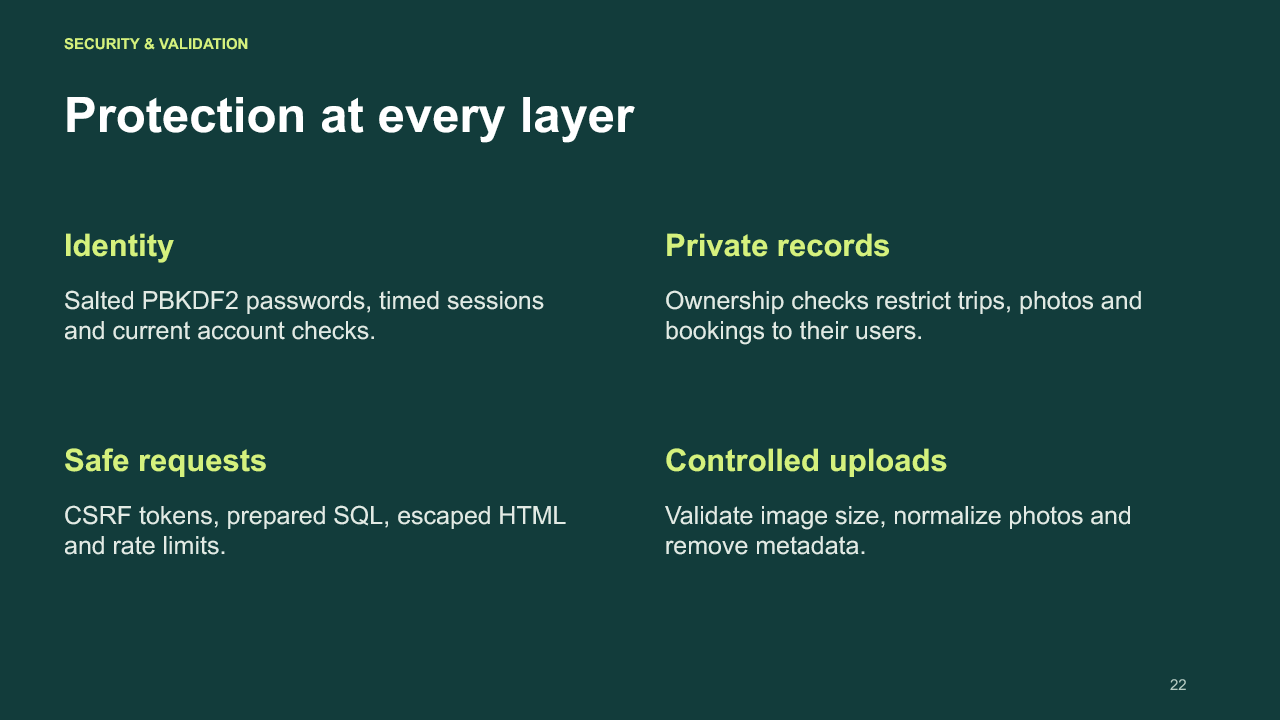 SECURITY & VALIDATION
Protection at every layer
Identity
Salted PBKDF2 passwords, timed sessions
and current account checks.
Private records
Ownership checks restrict trips, photos and
bookings to their users.
Safe requests
CSRF tokens, prepared SQL, escaped HTML
and rate limits.
Controlled uploads
Validate image size, normalize photos and
remove metadata.
22